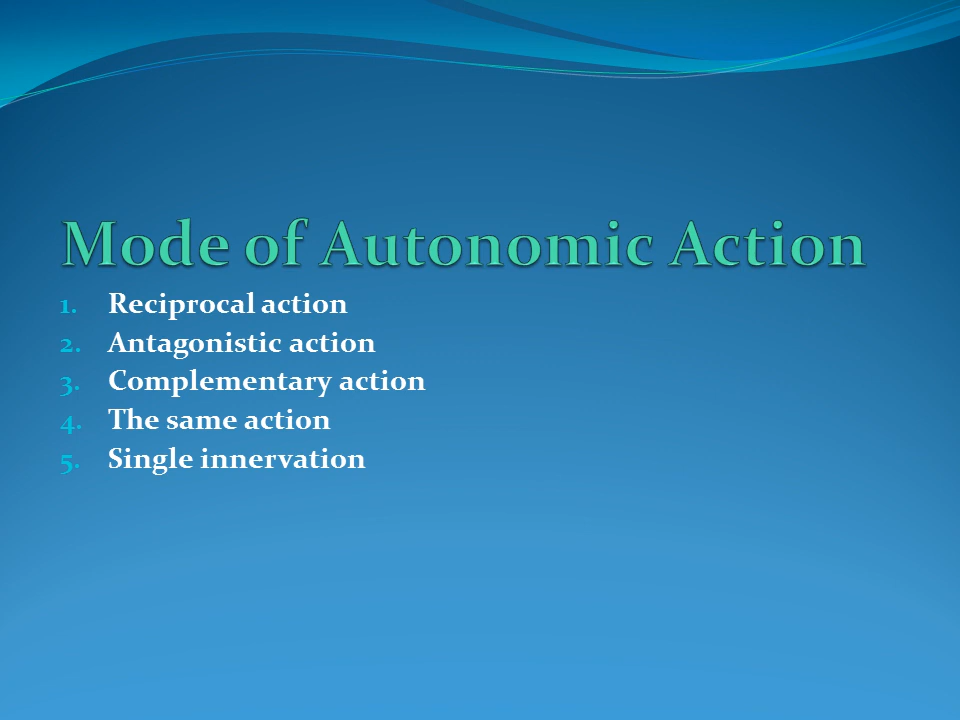 Mode of Autonomic Action
1. Reciprocal action
2. Antagonistic action
3. Complementary action
4. The same action
5. Single innervation